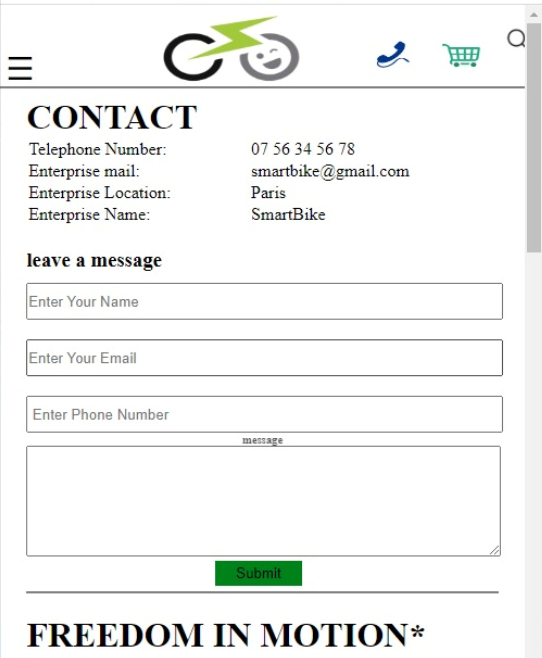 CONTACT
Telephone Number: 07 56 34 56 78
Enterprise mail: smartbike@gmail.com
Enterprise Location: Paris
Enterprise Name: SmartBike
leave a message
Enter Your Name
Enter Your Email
Enter Phone Number
message
Submit
FREEDOM IN MOTION*